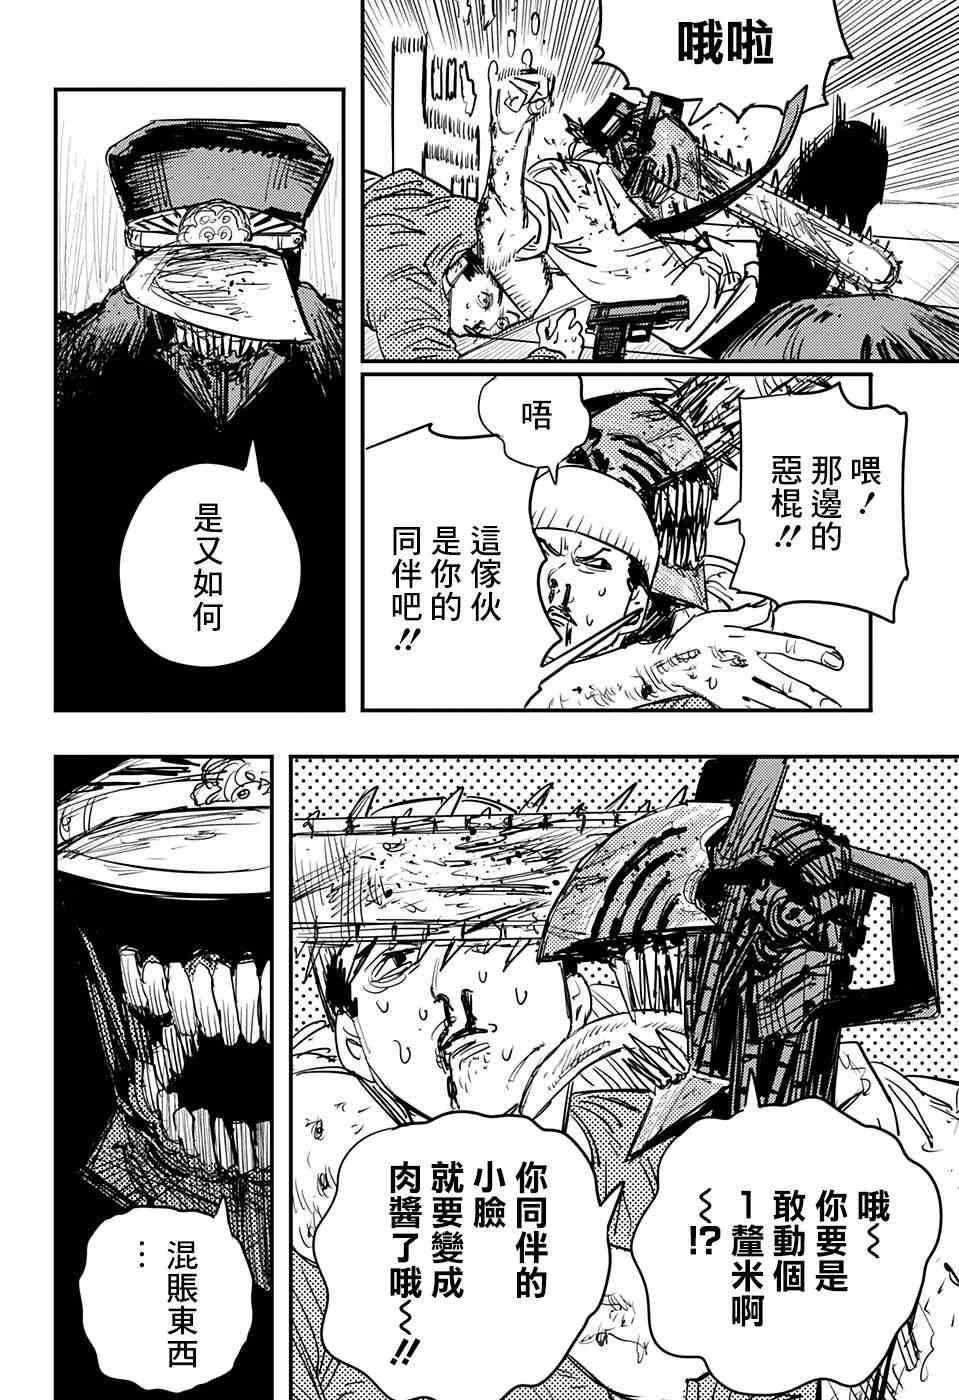 哦啦
喂！
那邊的
惡棍!!
唔
這傢伙
是你的
同伴吧!!
是又如何
哦～
你要是
敢動個
1釐米啊
～!?
你同伴的
小臉
就要變成
肉醬了哦～!!
混賬東西
…